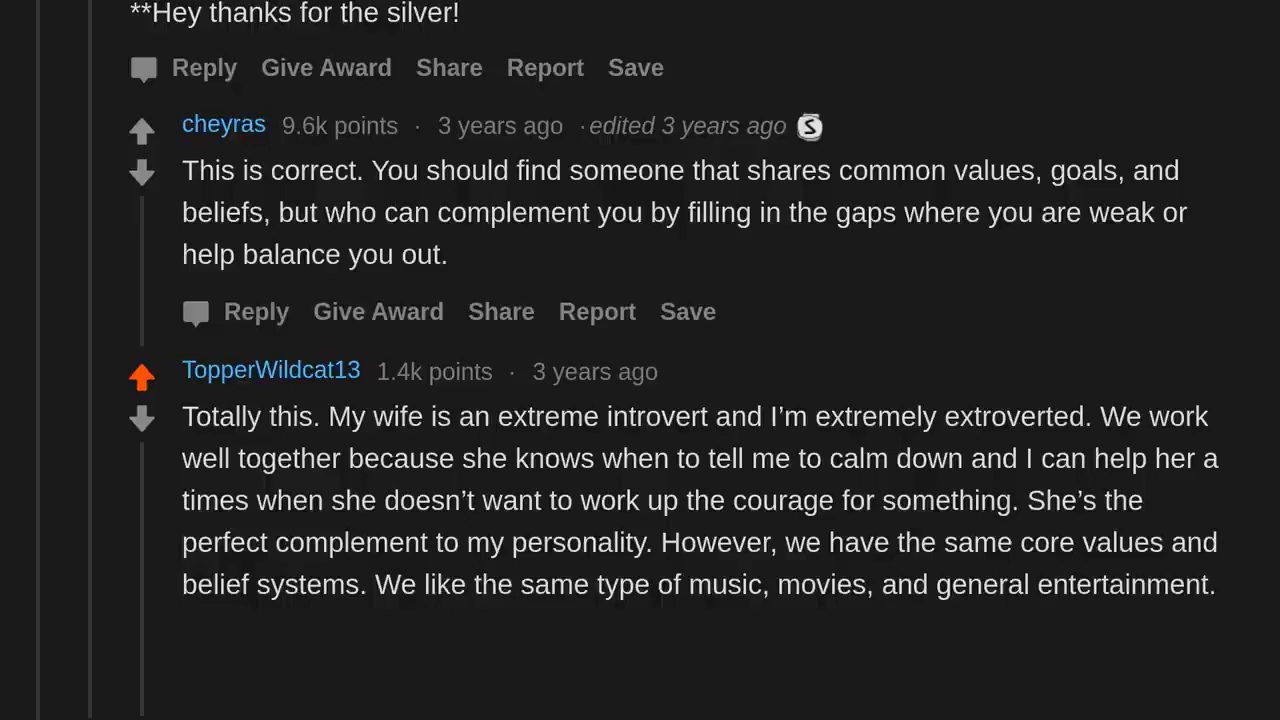 **Hey thanks for the silver!
Reply Give Award Share Report Save
cheyras 9.6k points · 3 years ago · edited 3 years ago S
This is correct. You should find someone that shares common values, goals, and
beliefs, but who can complement you by filling in the gaps where you are weak or
help balance you out.
Reply Give Award Share Report Save
TopperWildcat13 1.4k points · 3 years ago
Totally this. My wife is an extreme introvert and I’m extremely extroverted. We work
well together because she knows when to tell me to calm down and I can help her a
times when she doesn’t want to work up the courage for something. She’s the
perfect complement to my personality. However, we have the same core values and
belief systems. We like the same type of music, movies, and general entertainment.